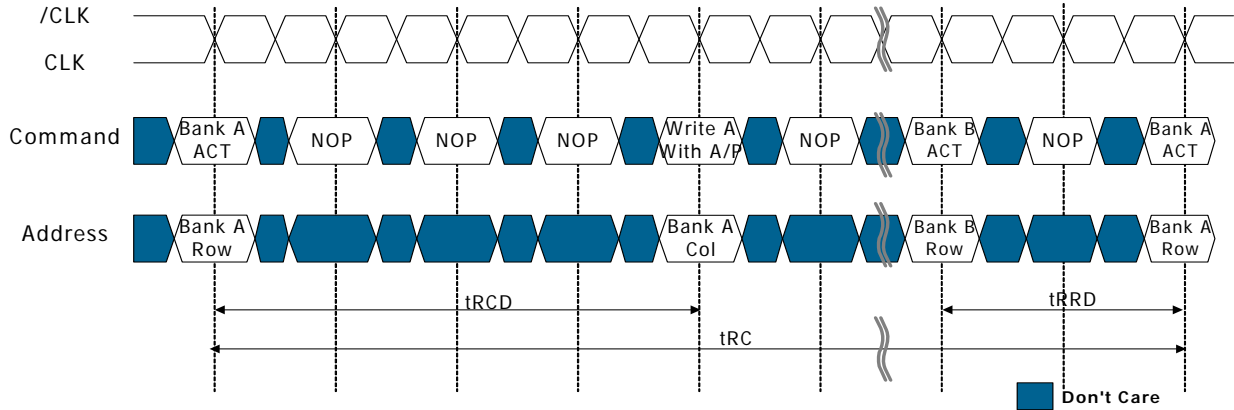 /CLK
CLK
Command
Bank A
ACT
NOP
NOP
NOP
Write A
With A/P
NOP
Bank B
ACT
NOP
Bank A
ACT
Address
Bank A
Row
Bank A
Col
Bank B
Row
Bank A
Row
tRCD
tRRD
tRC
Don't Care